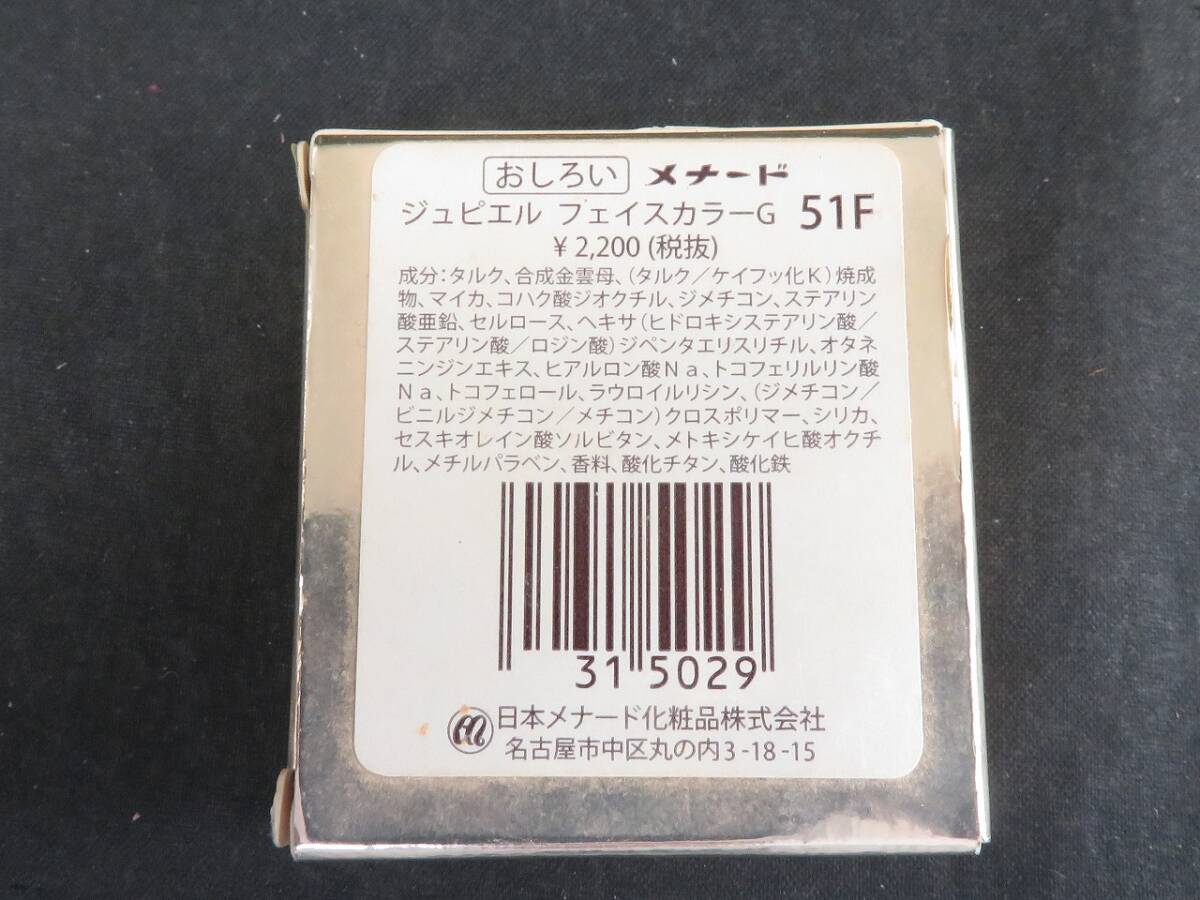 おしろい メナード
ジュピエル フェイスカラーG 51F
¥2,200(税抜)
成分:タルク、合成金雲母、(タルク/ケイフッ化K)焼成
物、マイカ、コハク酸ジオクチル、ジメチコン、ステアリン
酸亜鉛、セルロース、ヘキサ(ヒドロキシステアリン酸/
ステアリン酸/ロジン酸)ジペンタエリスリチル、オタネ
ニンジンエキス、ヒアルロン酸Na、トコフェリルリン酸
Na、トコフェロール、ラウロイルリシン、(ジメチコン/
ビニルジメチコン/メチコン)クロスポリマー、シリカ、
セスキオレイン酸ソルビタン、メトキシケイヒ酸オクチ
ル、メチルパラベン、香料、酸化チタン、酸化鉄
31 5029
日本メナード化粧品株式会社
名古屋市中区丸の内3-18-15